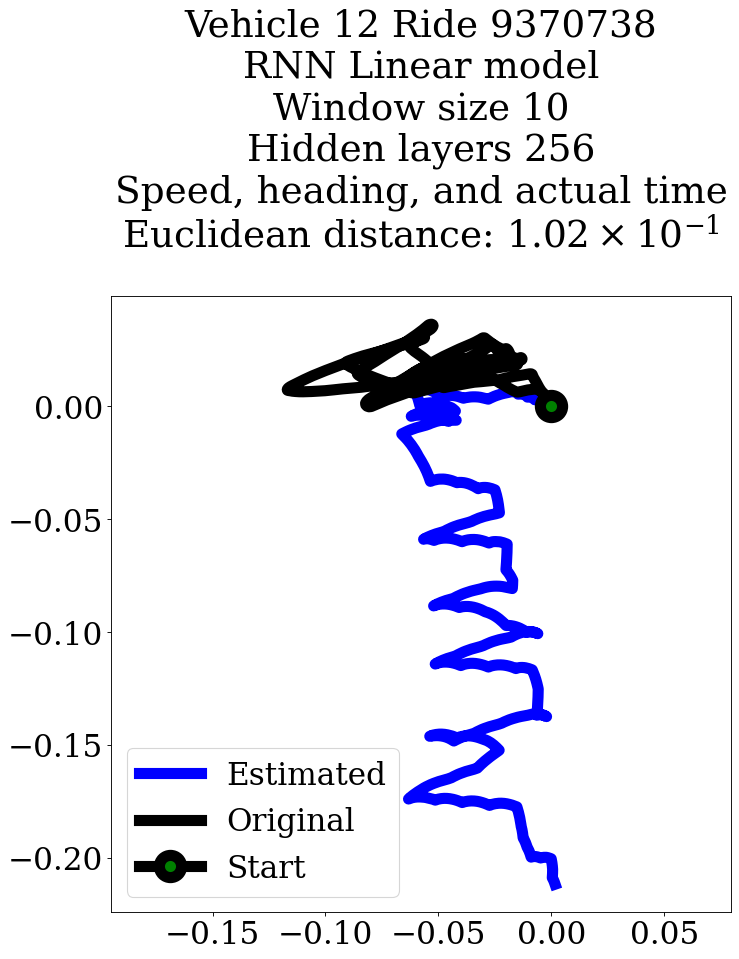 Vehicle 12 Ride 9370738
RNN Linear model
Window size 10
Hidden layers 256
Speed, heading, and actual time
Euclidean distance: 1.02 × 10⁻¹
0.00
−0.05
−0.10
−0.15
−0.20
Estimated
Original
Start
−0.15 −0.10 −0.05 0.00 0.05